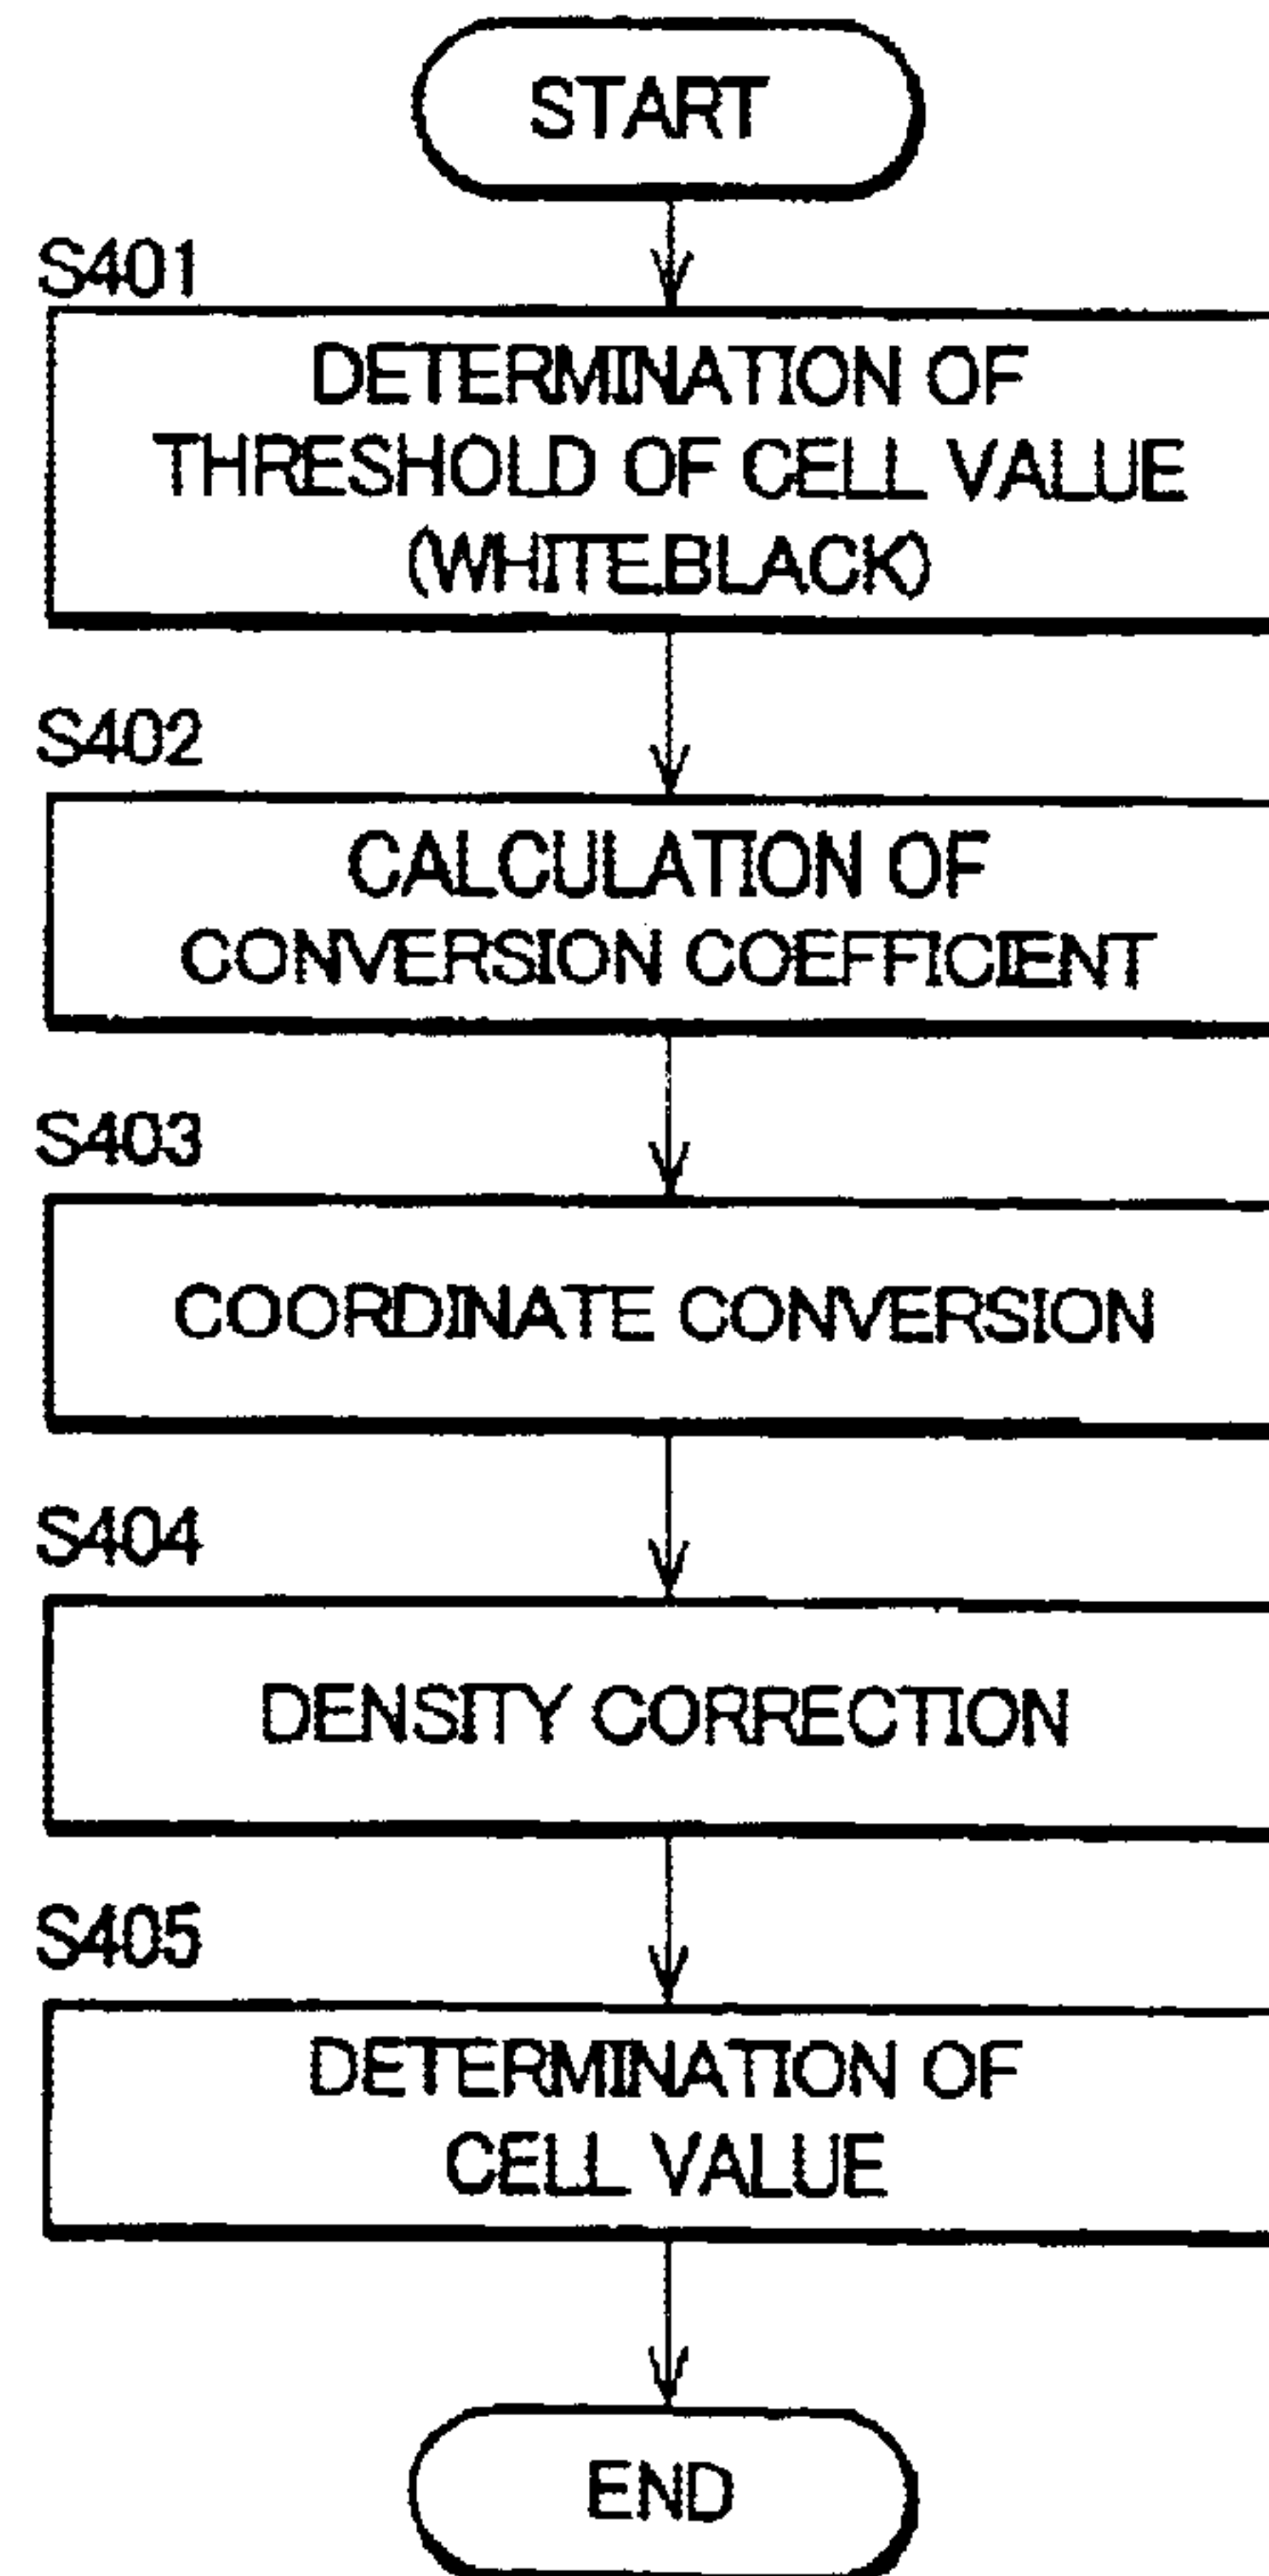 START
S401
DETERMINATION OF
THRESHOLD OF CELL VALUE
(WHITE.BLACK)
S402
CALCULATION OF
CONVERSION COEFFICIENT
S403
COORDINATE CONVERSION
S404
DENSITY CORRECTION
S405
DETERMINATION OF
CELL VALUE
END